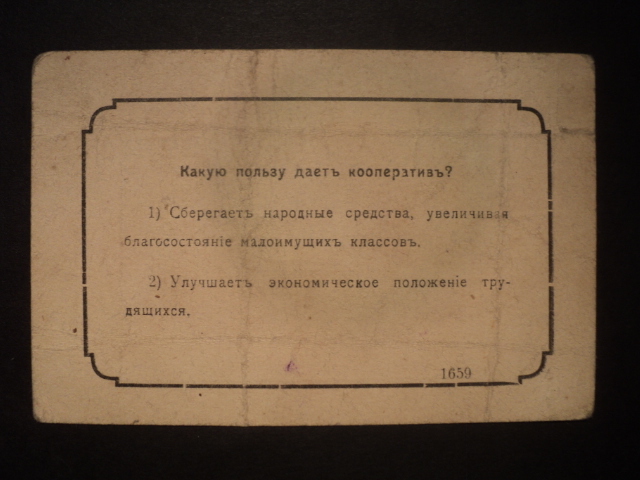 Какую пользу даетъ кооперативъ?
1) Сберегаетъ народные средства, увеличивая
благосостоянiе малоимущихъ классовъ.
2) Улучшаетъ экономическое положенiе тру-
дящихся.
1659